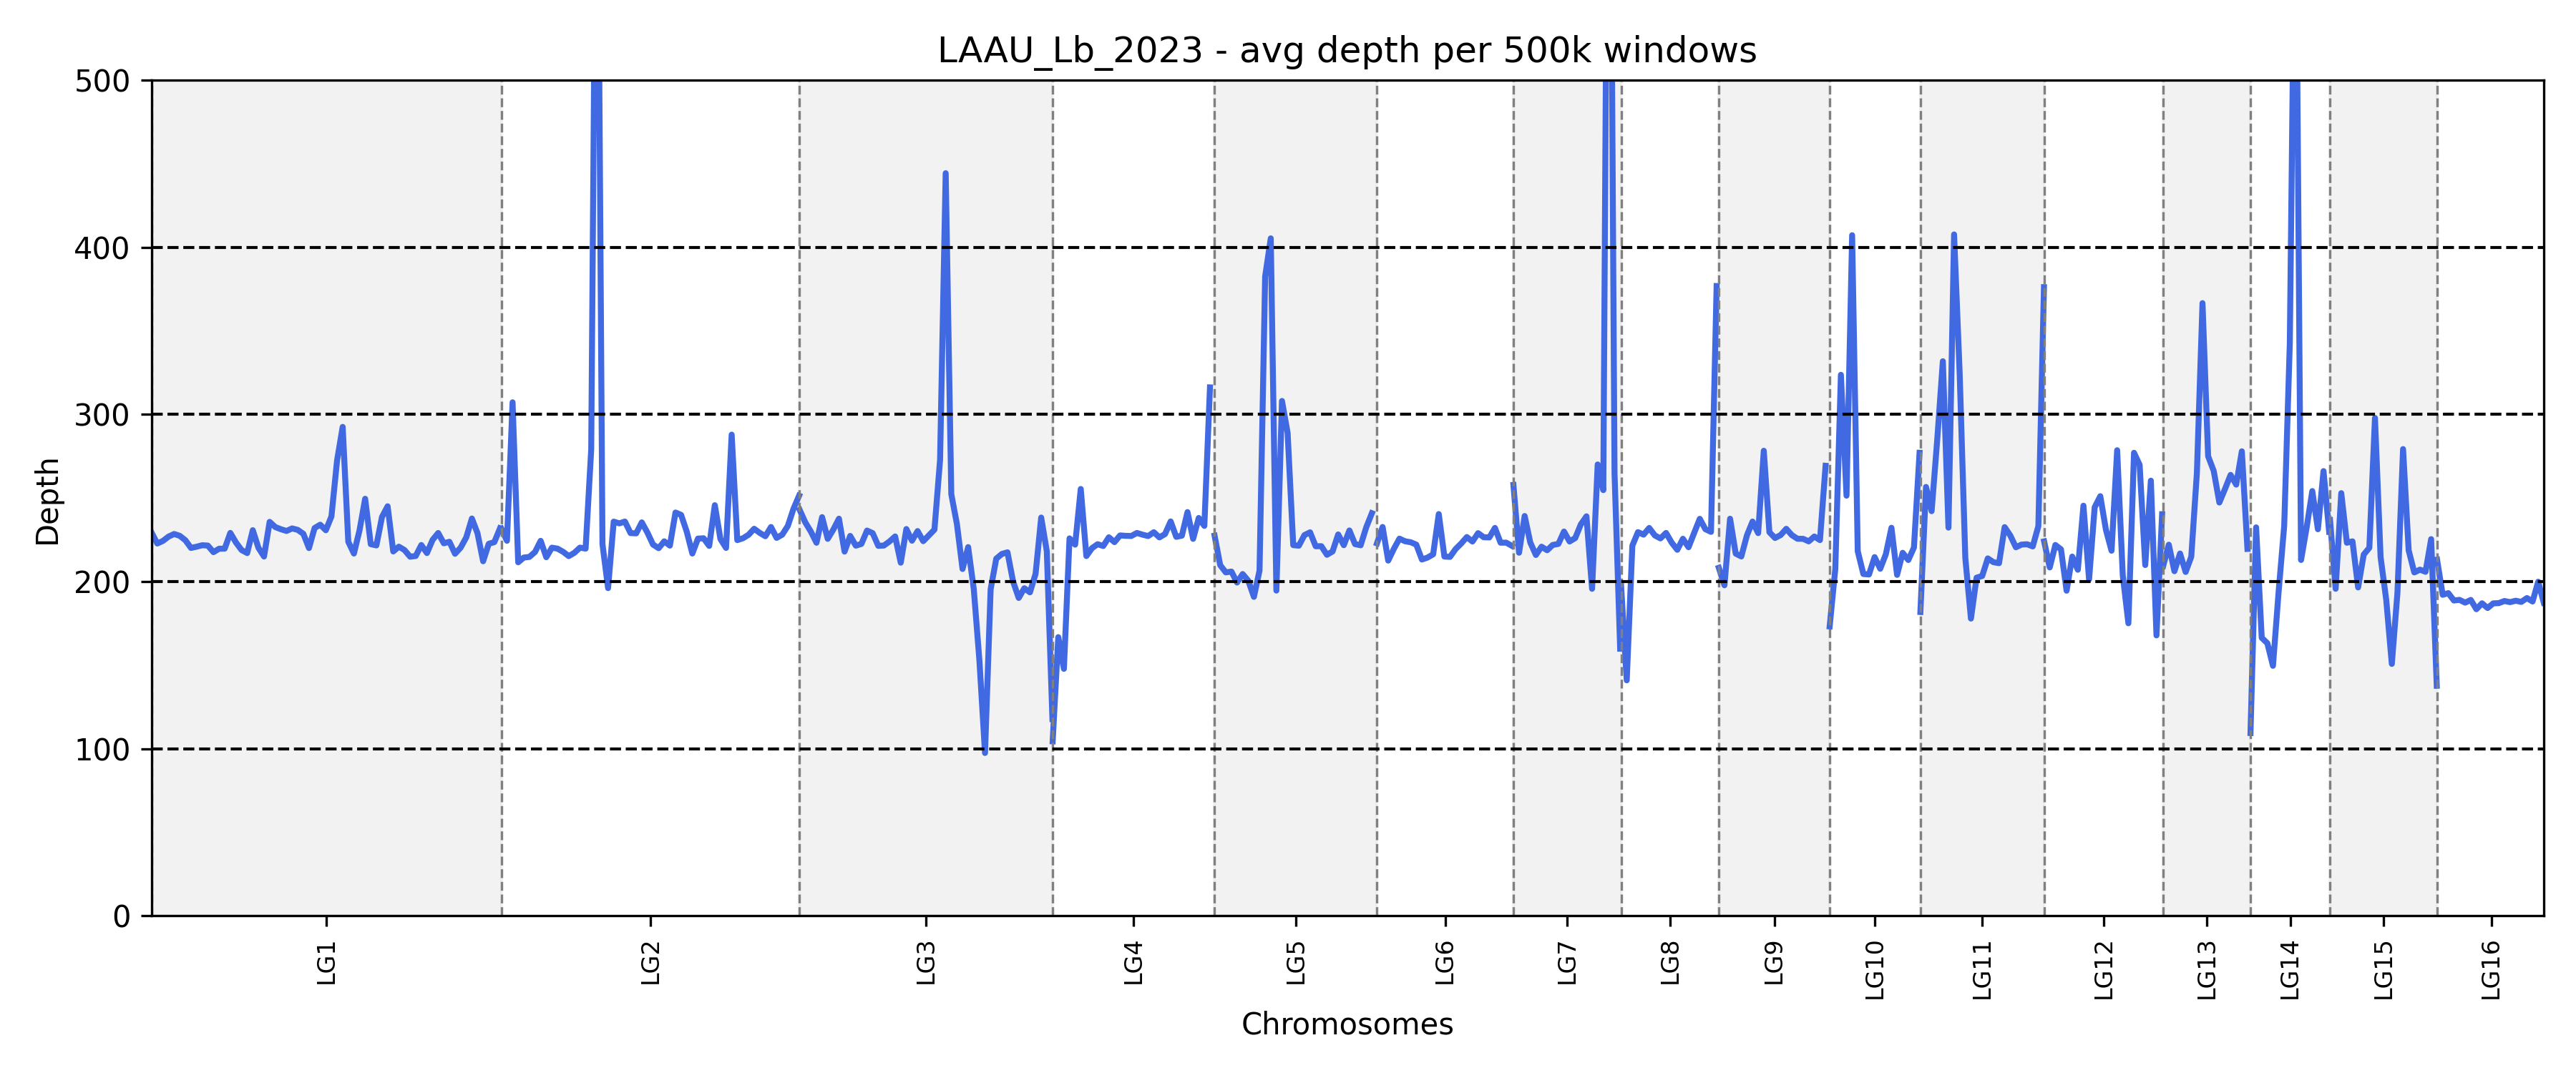 LAAU_Lb_2023 - avg depth per 500k windows
500
400
300
200
100
0
Depth
LG1
LG2
LG3
LG4
LG5
LG6
LG7
LG8
LG9
LG10
LG11
LG12
LG13
LG14
LG15
LG16
Chromosomes